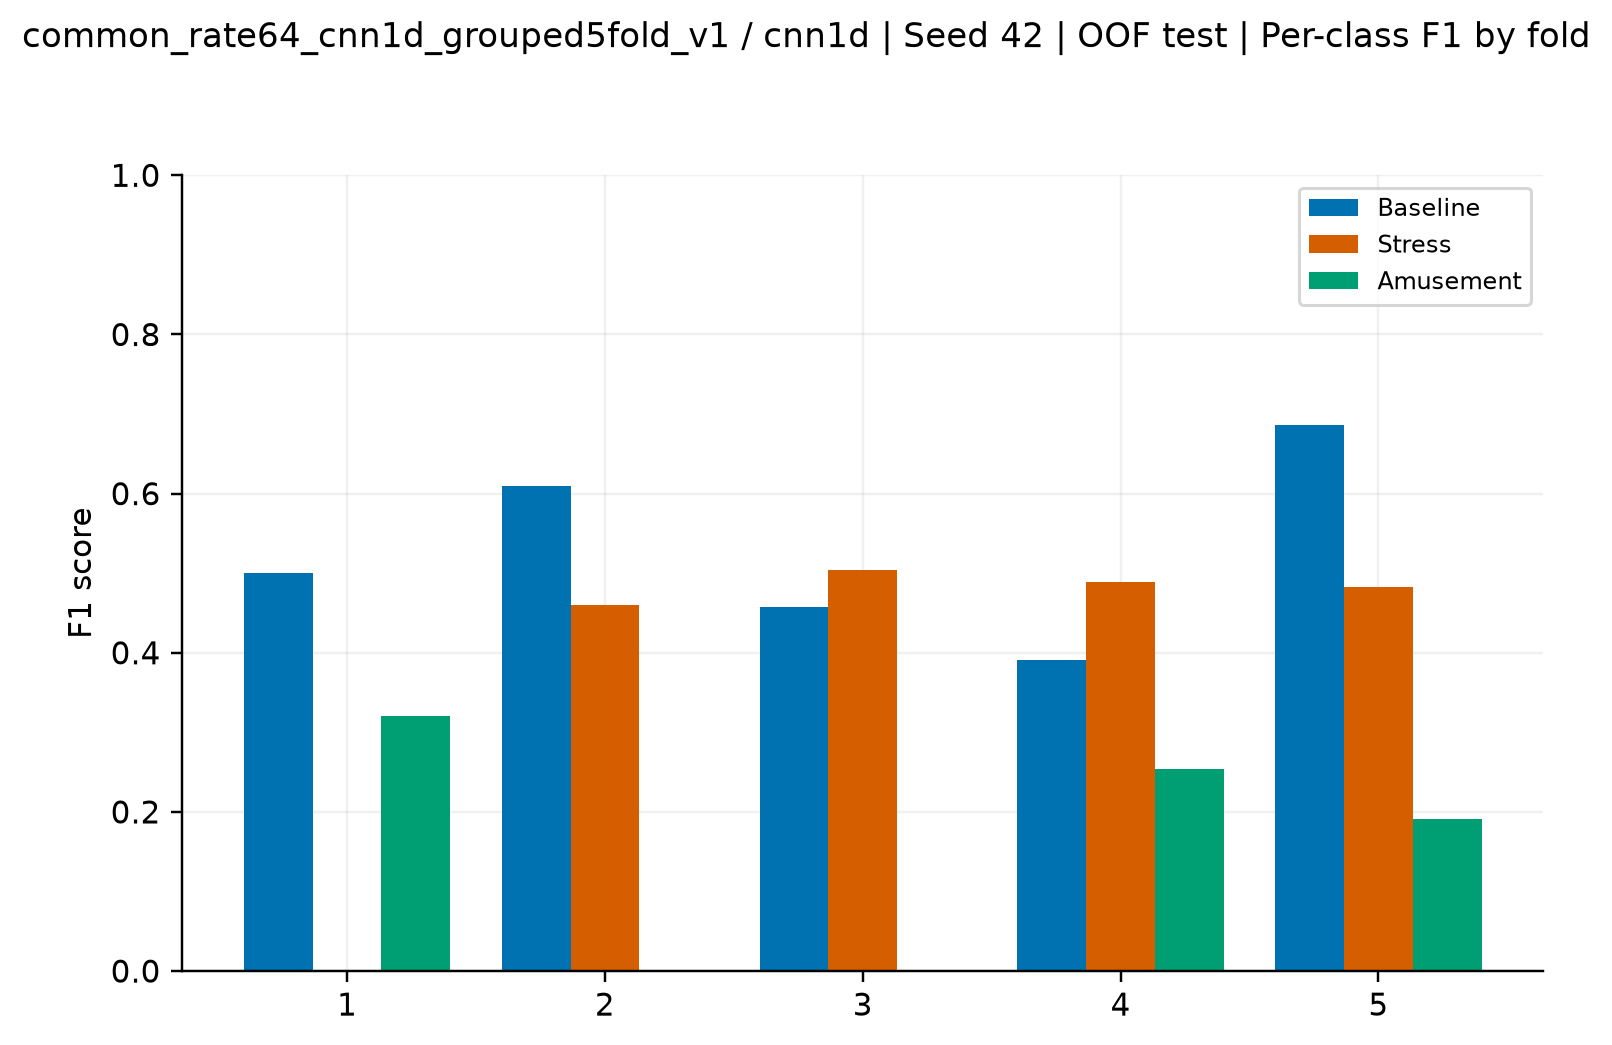 common_rate64_cnn1d_grouped5fold_v1 / cnn1d | Seed 42 | OOF test | Per-class F1 by fold
1.0
0.8
0.6
0.4
0.2
0.0
F1 score
Baseline
Stress
Amusement
1 2 3 4 5